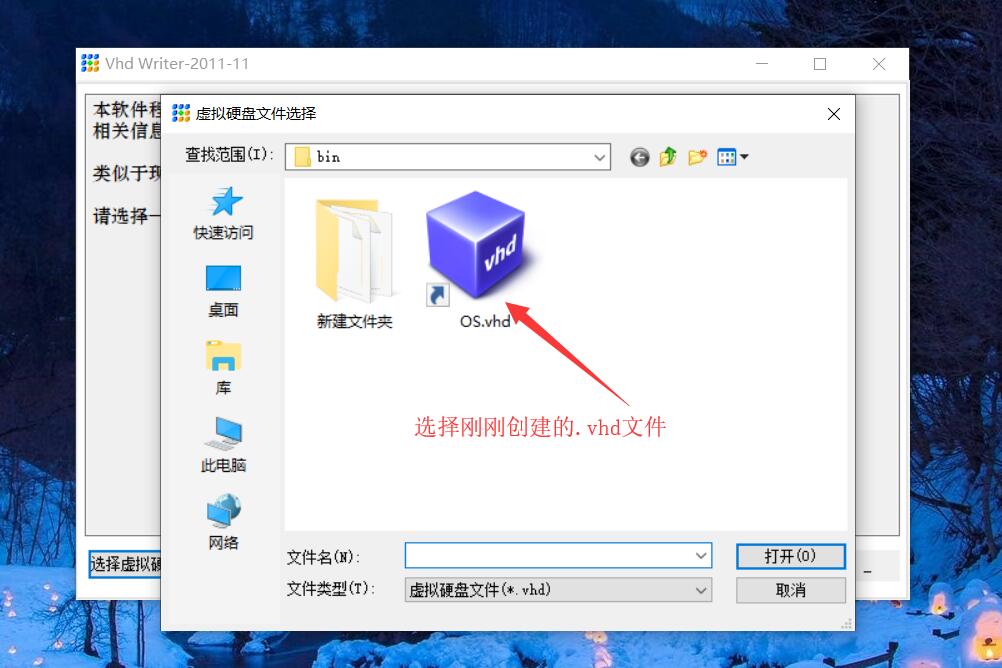 Vhd Writer-2011-11
本软件程
相关信息
类似于现
请选择一
虚拟硬盘文件选择
查找范围(I):
bin
快速访问
桌面
库
此电脑
网络
新建文件夹
vhd
OS.vhd
选择刚刚创建的.vhd文件
文件名(N):
打开(O)
文件类型(T):
虚拟硬盘文件(*.vhd)
取消
选择虚拟硬